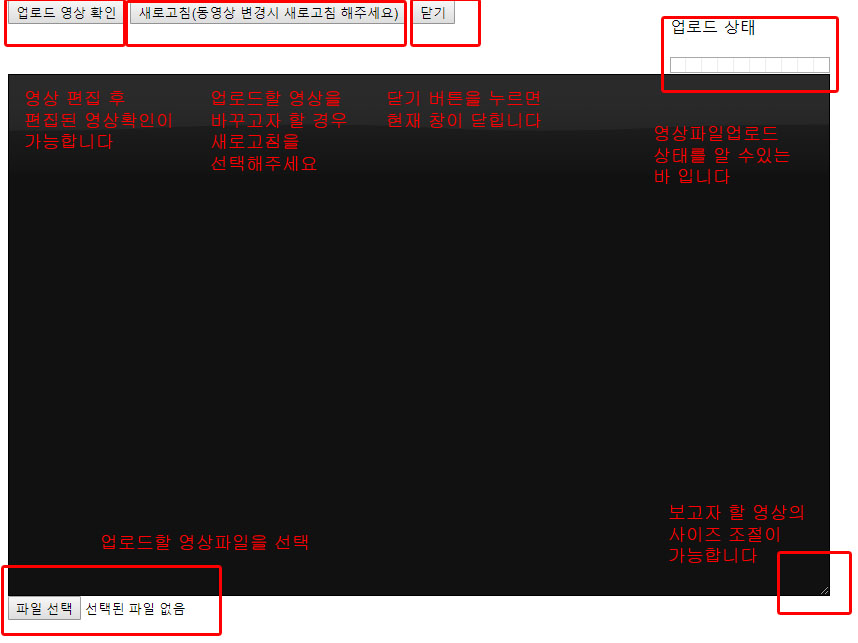 업로드 영상 확인
새로고침(동영상 변경시 새로고침 해주세요)
닫기
업로드 상태
영상 편집 후
편집된 영상확인이
가능합니다
업로드할 영상을
바꾸고자 할 경우
새로고침을
선택해주세요
닫기 버튼을 누르면
현재 창이 닫힙니다
영상파일업로드
상태를 알 수있는
바 입니다
보고자 할 영상의
사이즈 조절이
가능합니다
업로드할 영상파일을 선택
파일 선택 선택된 파일 없음